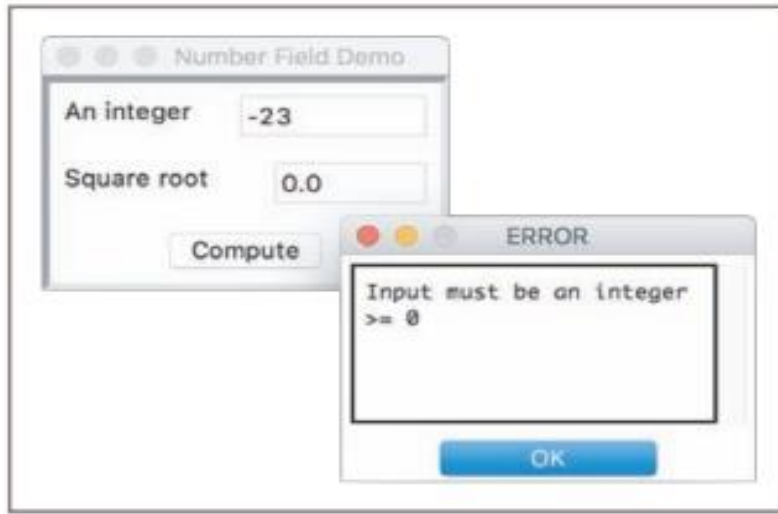 Number Field Demo
An integer
-23
Square root
0.0
Compute
ERROR
Input must be an integer
>= 0
OK